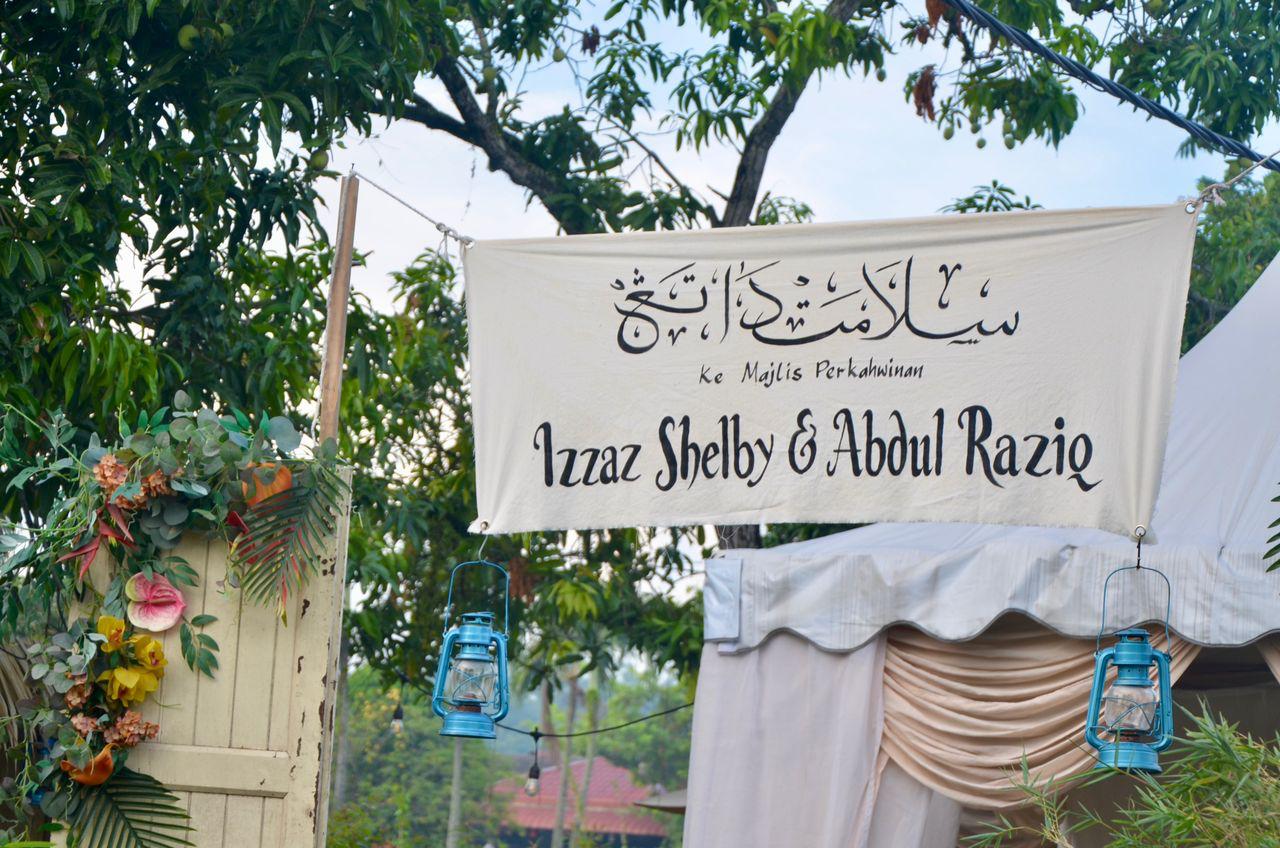 سلامت داتڠ
Ke Majlis Perkahwinan
Izzaz Shelby & Abdul Raziq